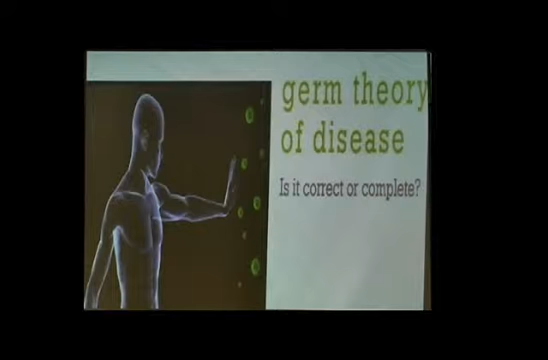 germ theory
of disease
Is it correct or complete?